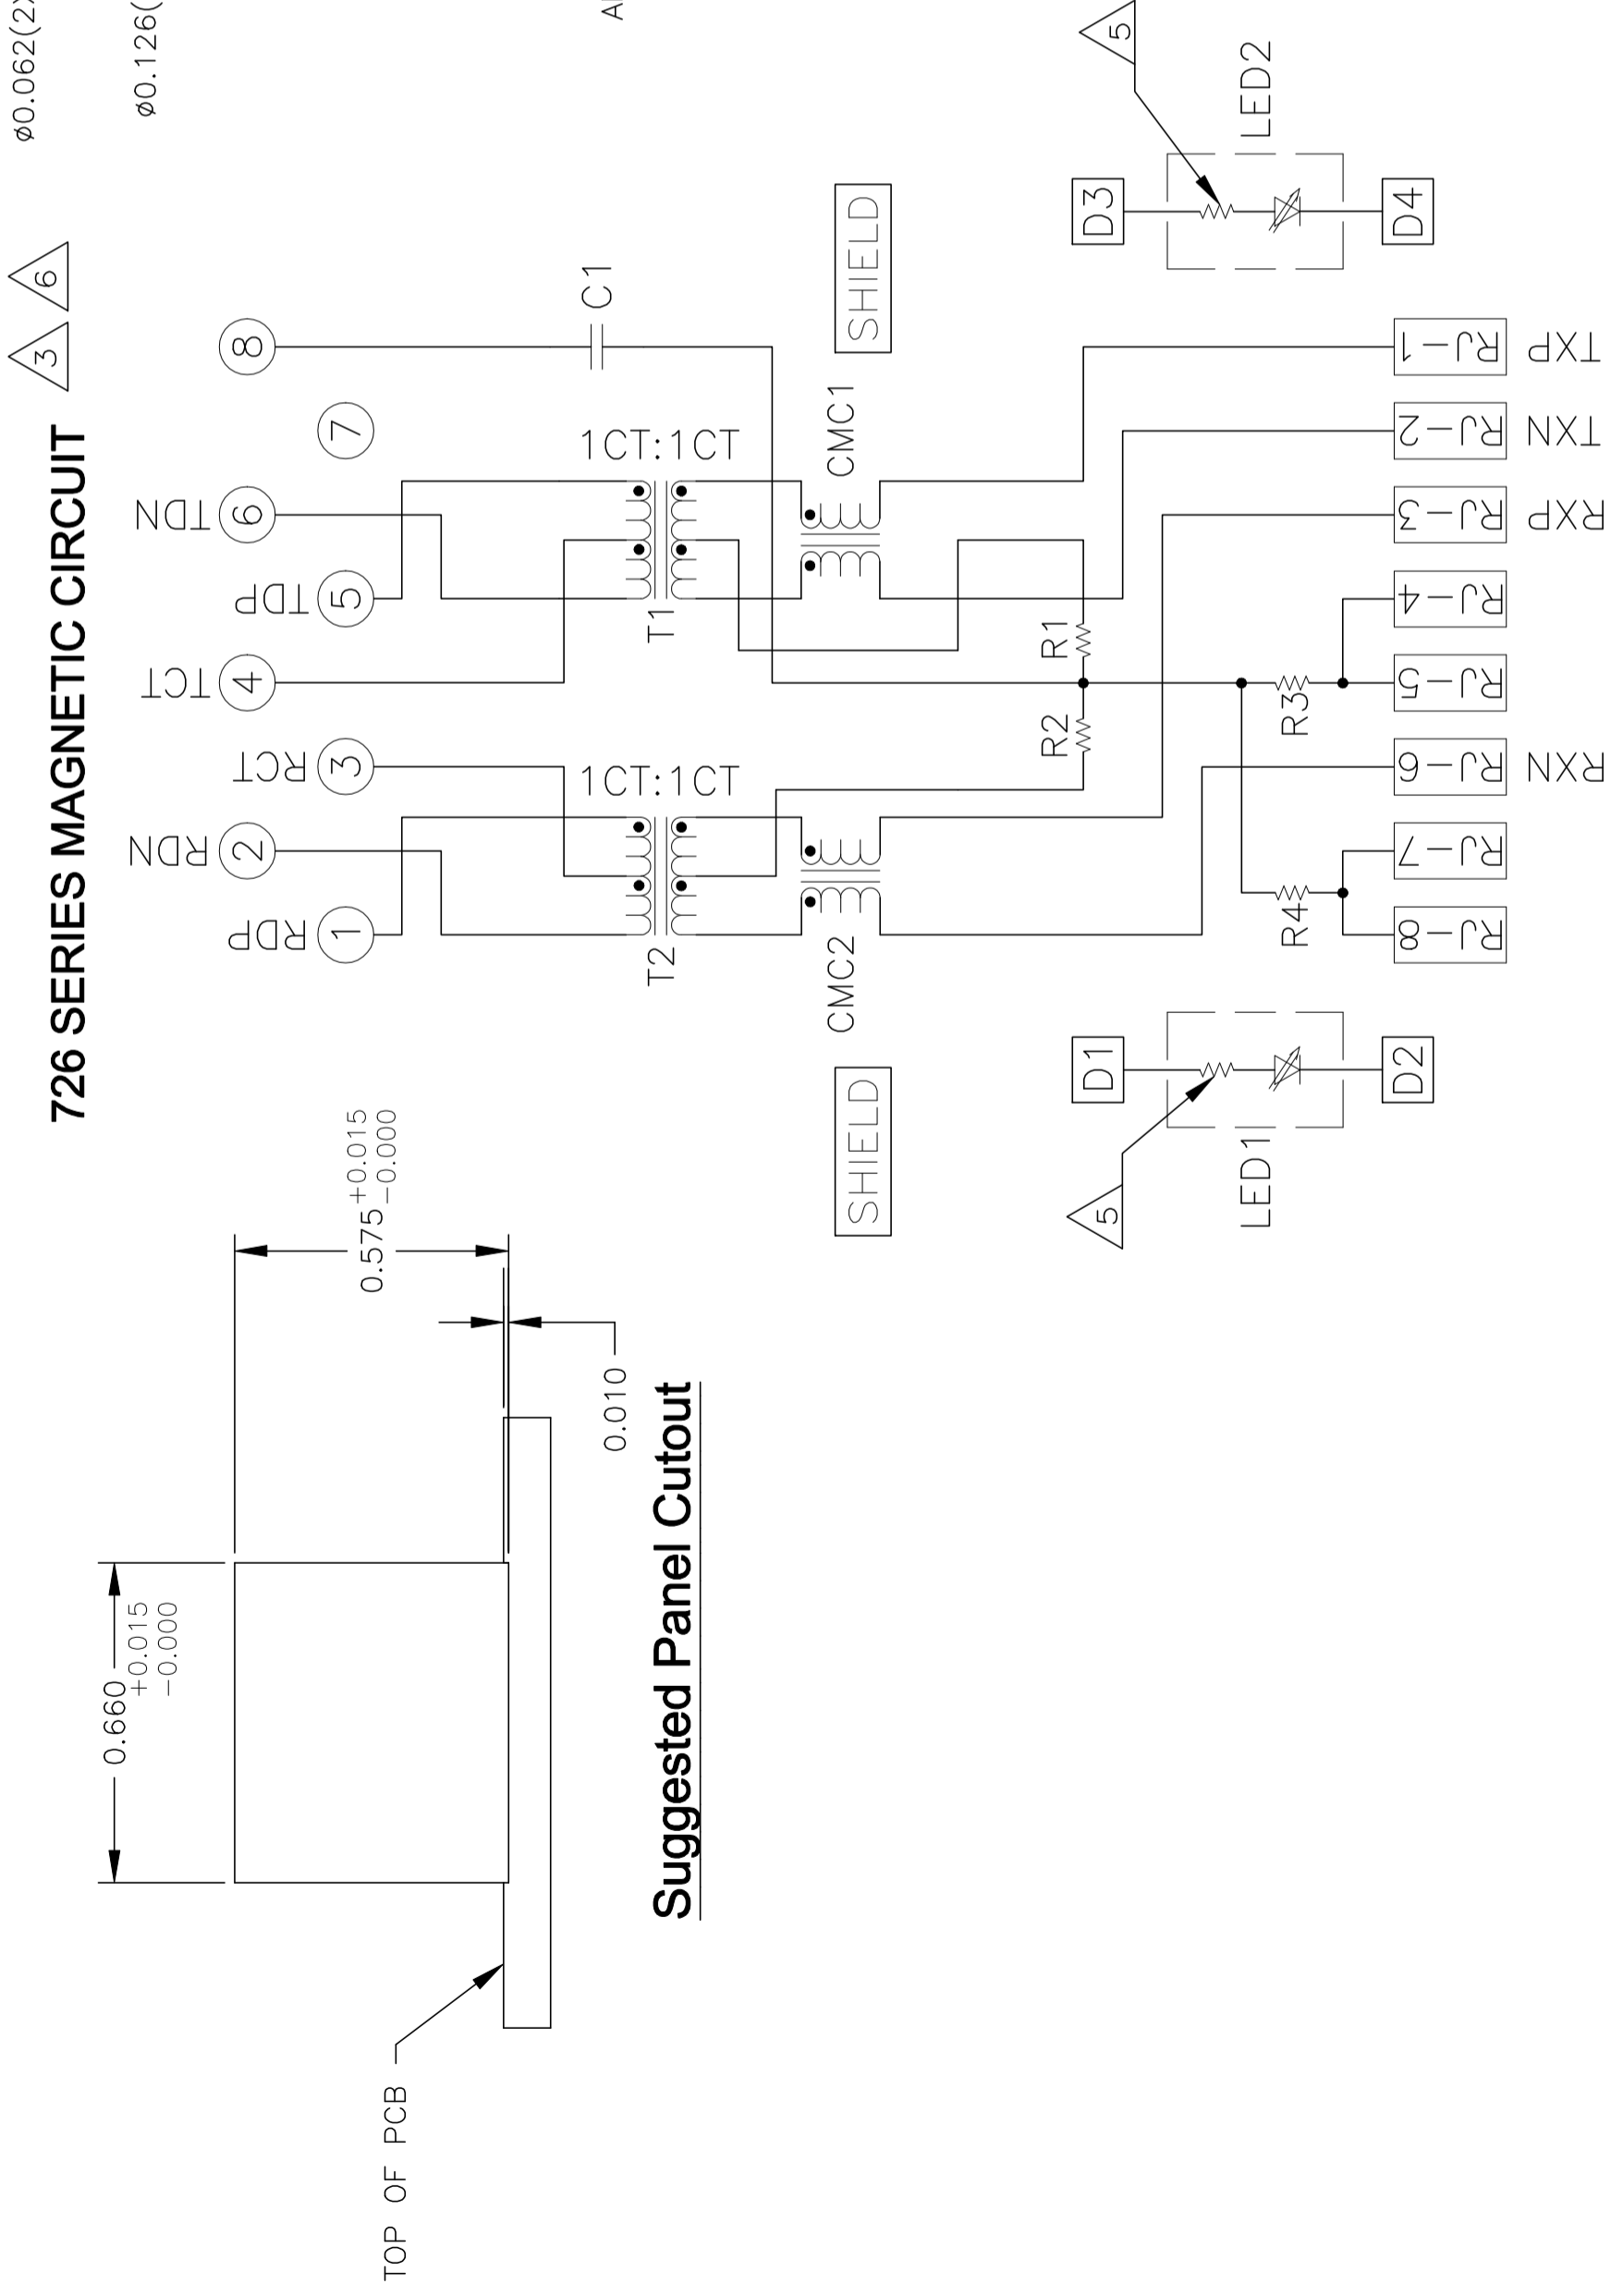 ø0.062(2X
ø0.126(
726 SERIES MAGNETIC CIRCUIT
3
6
RDP
1
RDN
2
RCT
3
TCT
4
TDP
5
TDN
6
7
8
T2
1CT:1CT
T1
1CT:1CT
C1
CMC2
CMC1
SHIELD
SHIELD
R2
R1
R4
R3
D1
5
LED1
D2
D3
5
LED2
D4
RJ-8
RJ-7
RJ-6
RJ-5
RJ-4
RJ-3
RJ-2
RJ-1
RXN
RXP
TXN
TXP
0.660
+0.015
-0.000
0.575
+0.015
-0.000
0.010
TOP OF PCB
Suggested Panel Cutout